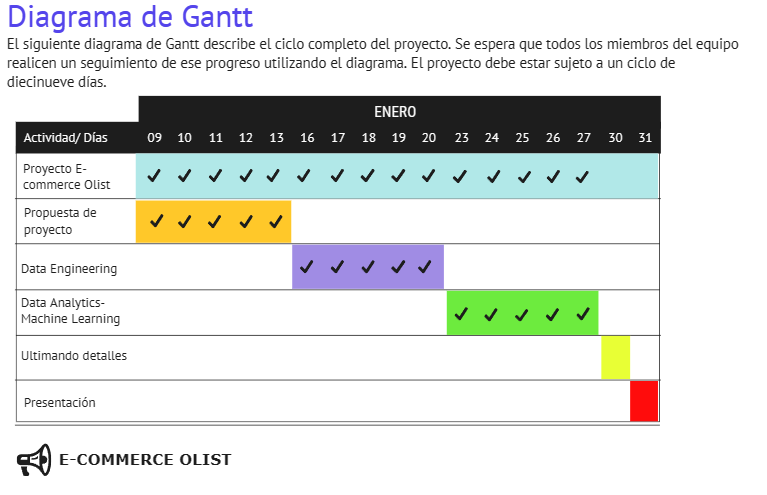 Diagrama de Gantt
El siguiente diagrama de Gantt describe el ciclo completo del proyecto. Se espera que todos los miembros del equipo
realicen un seguimiento de ese progreso utilizando el diagrama. El proyecto debe estar sujeto a un ciclo de
diecinueve días.
ENERO
Actividad/ Días 09 10 11 12 13 16 17 18 19 20 23 24 25 26 27 30 31
Proyecto E-
commerce Olist
Propuesta de
proyecto
Data Engineering
Data Analytics-
Machine Learning
Ultimando detalles
Presentación
E-COMMERCE OLIST